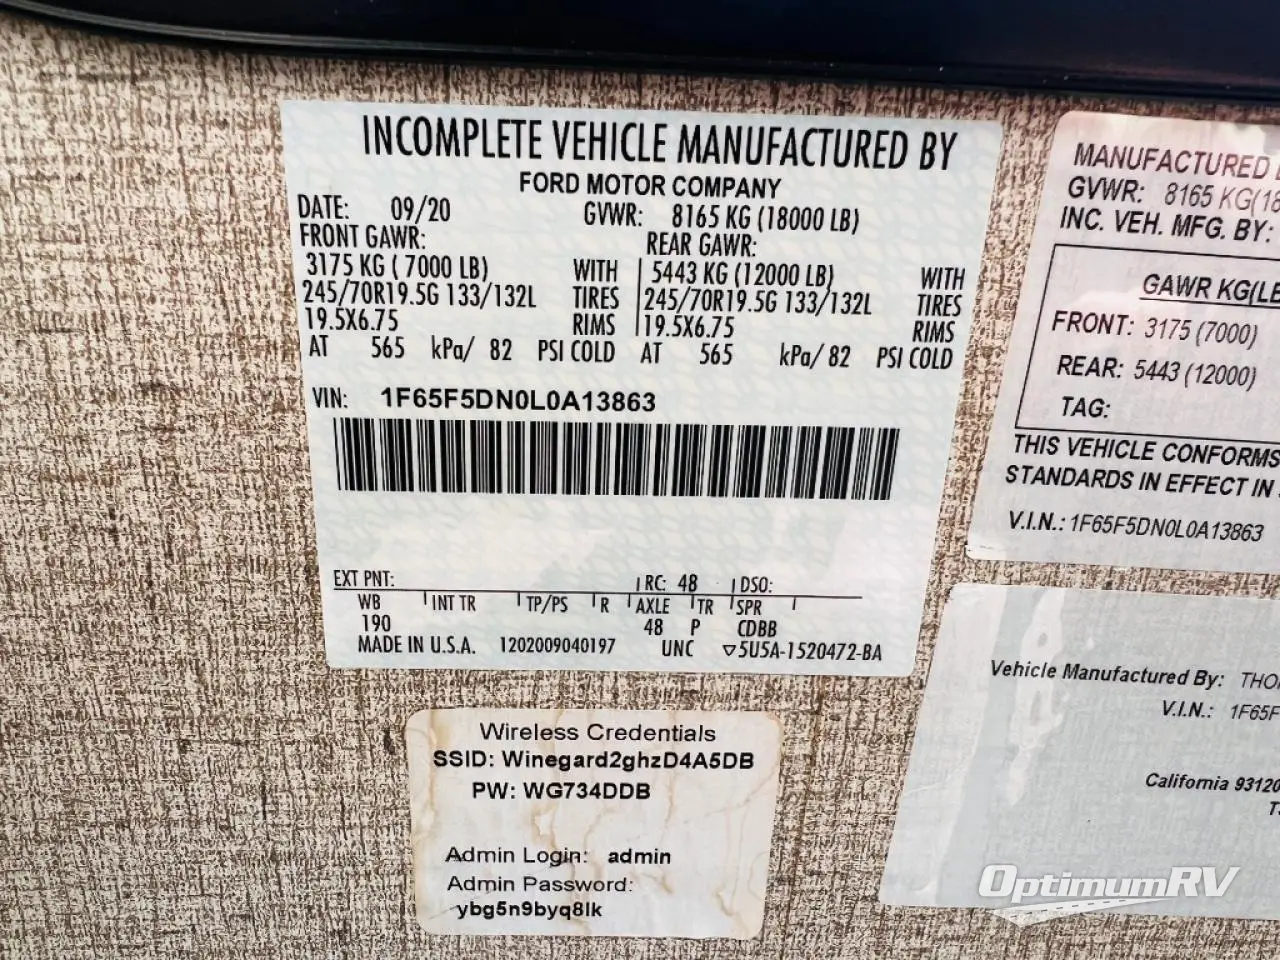 INCOMPLETE VEHICLE MANUFACTURED BY
FORD MOTOR COMPANY
DATE: 09/20 GVWR: 8165 KG (18000 LB)
FRONT GAWR: REAR GAWR:
3175 KG ( 7000 LB) WITH 5443 KG (12000 LB) WITH
245/70R19.5G 133/132L TIRES 245/70R19.5G 133/132L TIRES
19.5X6.75 RIMS 19.5X6.75 RIMS
AT 565 kPa/ 82 PSI COLD AT 565 kPa/ 82 PSI COLD
VIN: 1F65F5DN0L0A13863
EXT PNT: RC: 48 DSO:
WB INT TR TP/PS R AXLE TR SPR
190 48 P CDBB
MADE IN U.S.A. 1202009040197 UNC ▽5U5A-1520472-BA
Wireless Credentials
SSID: Winegard2ghzD4A5DB
PW: WG734DDB
Admin Login: admin
Admin Password:
ybg5n9byq8lk
MANUFACTURED
GVWR: 8165 KG(18
INC. VEH. MFG. BY:
GAWR KG(LB
FRONT: 3175 (7000)
REAR: 5443 (12000)
TAG:
THIS VEHICLE CONFORMS
STANDARDS IN EFFECT IN
V.I.N.: 1F65F5DN0L0A13863
Vehicle Manufactured By: THO
V.I.N.: 1F65F
California 93120
OptimumRV